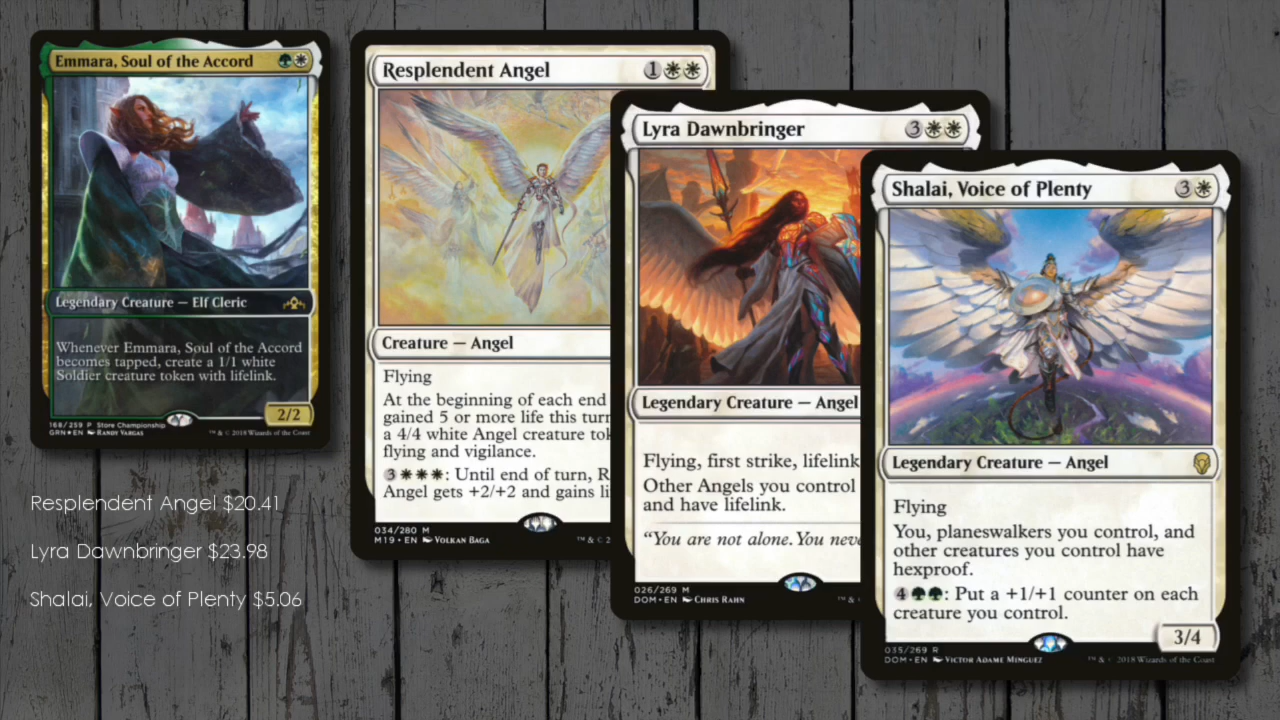 Emmara, Soul of the Accord
Legendary Creature — Elf Cleric
Whenever Emmara, Soul of the Accord
becomes tapped, create a 1/1 white
Soldier creature token with lifelink.
2/2
168/259 P Store Championship
GRN★EN RANDY VARGAS ™ & © 2018 Wizards of the Coast
Resplendent Angel $20.41
Lyra Dawnbringer $23.98
Shalai, Voice of Plenty $5.06
Resplendent Angel 1
Creature — Angel
Flying
At the beginning of each end
gained 5 or more life this turn
a 4/4 white Angel creature tok
flying and vigilance.
3 : Until end of turn, R
Angel gets +2/+2 and gains li
034/280 M
M19 • EN VOLKAN BAGA ™ & © 2
Lyra Dawnbringer 3
Legendary Creature — Angel
Flying, first strike, lifelink
Other Angels you control
and have lifelink.
“You are not alone. You neve
026/269 M
DOM • EN CHRIS RAHN ™ &
Shalai, Voice of Plenty 3
Legendary Creature — Angel
Flying
You, planeswalkers you control, and
other creatures you control have
hexproof.
4 : Put a +1/+1 counter on each
creature you control.
3/4
035/269 R
DOM • EN VICTOR ADAME MINGUEZ ™ & © 2018 Wizards of the Coast